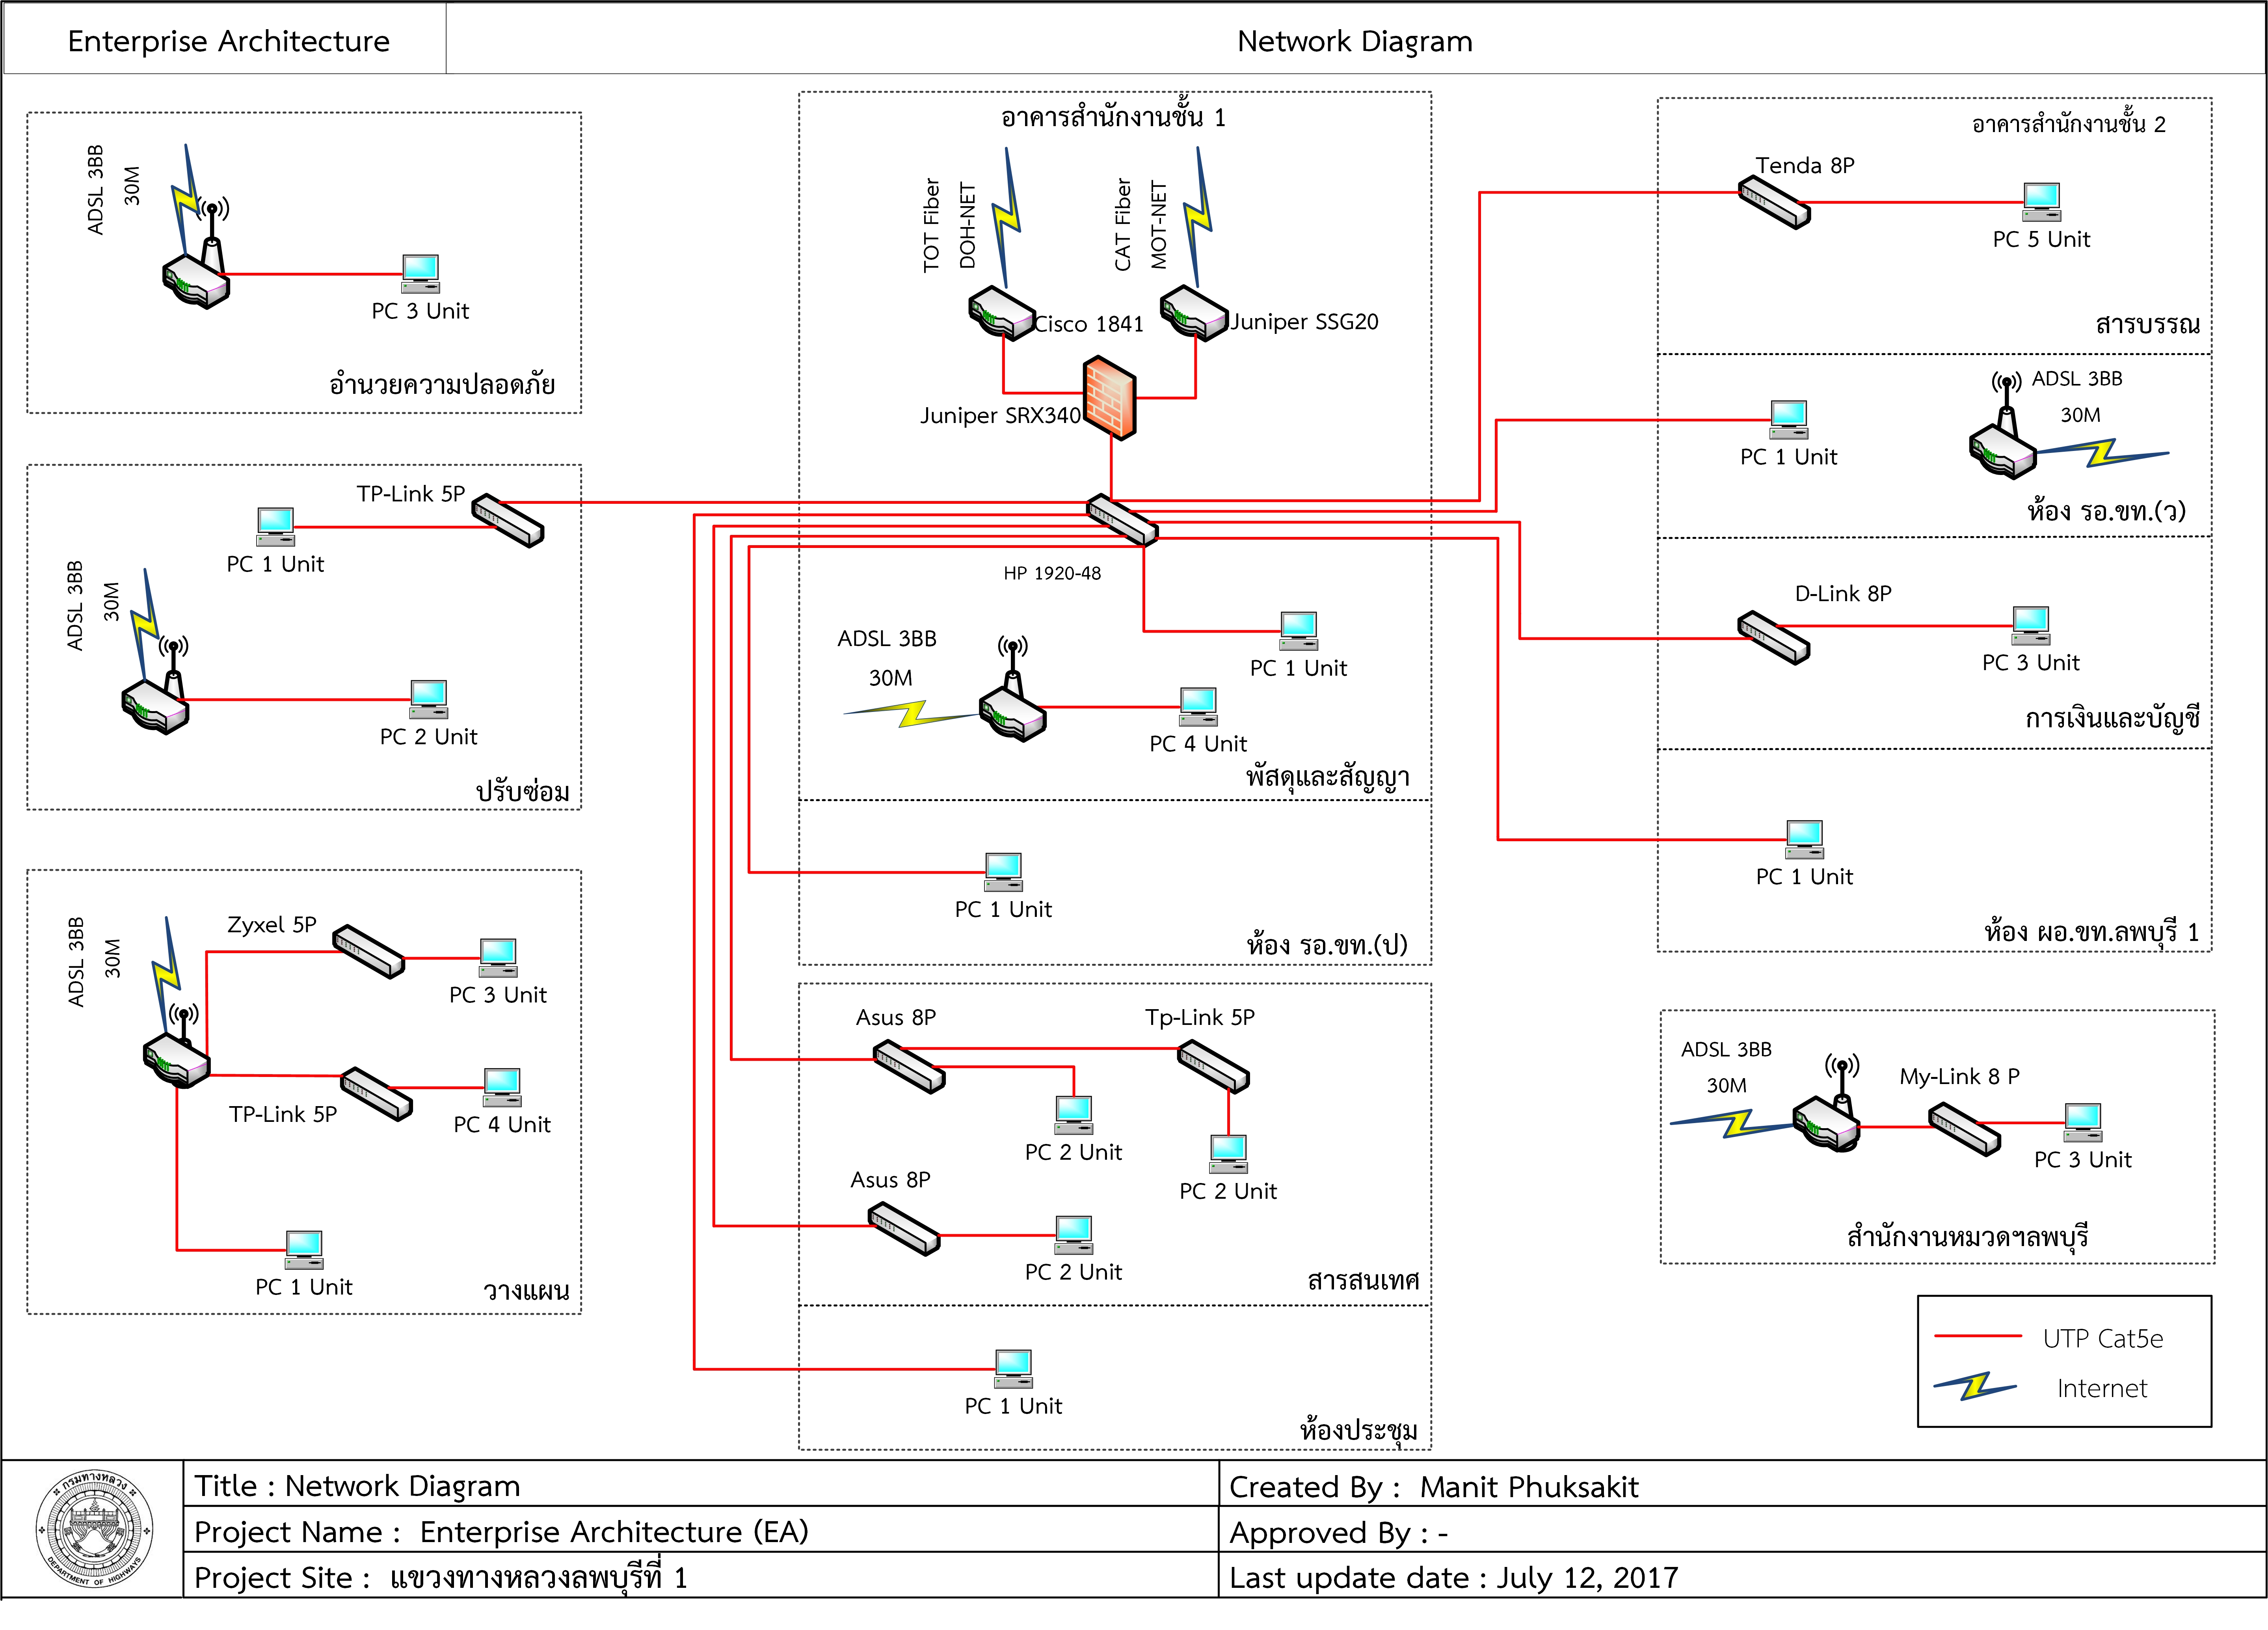 Enterprise Architecture
Network Diagram
ADSL 3BB
30M
PC 3 Unit
อำนวยความปลอดภัย
TP-Link 5P
PC 1 Unit
ADSL 3BB
30M
PC 2 Unit
ปรับซ่อม
ADSL 3BB
30M
Zyxel 5P
PC 3 Unit
TP-Link 5P
PC 4 Unit
PC 1 Unit
วางแผน
อาคารสำนักงานชั้น 1
TOT Fiber
DOH-NET
CAT Fiber
MOT-NET
Cisco 1841
Juniper SSG20
Juniper SRX340
HP 1920-48
PC 1 Unit
ADSL 3BB
30M
PC 4 Unit
พัสดุและสัญญา
PC 1 Unit
ห้อง รอ.ขท.(ป)
Asus 8P
Tp-Link 5P
PC 2 Unit
PC 2 Unit
Asus 8P
PC 2 Unit
สารสนเทศ
PC 1 Unit
ห้องประชุม
อาคารสำนักงานชั้น 2
Tenda 8P
PC 5 Unit
สารบรรณ
ADSL 3BB
30M
PC 1 Unit
ห้อง รอ.ขท.(ว)
D-Link 8P
PC 3 Unit
การเงินและบัญชี
PC 1 Unit
ห้อง ผอ.ขท.ลพบุรี 1
ADSL 3BB
30M
My-Link 8 P
PC 3 Unit
สำนักงานหมวดฯลพบุรี
UTP Cat5e
Internet
กรมทางหลวง
DEPARTMENT OF HIGHWAYS
Title : Network Diagram
Created By : Manit Phuksakit
Project Name : Enterprise Architecture (EA)
Approved By : -
Project Site : แขวงทางหลวงลพบุรีที่ 1
Last update date : July 12, 2017